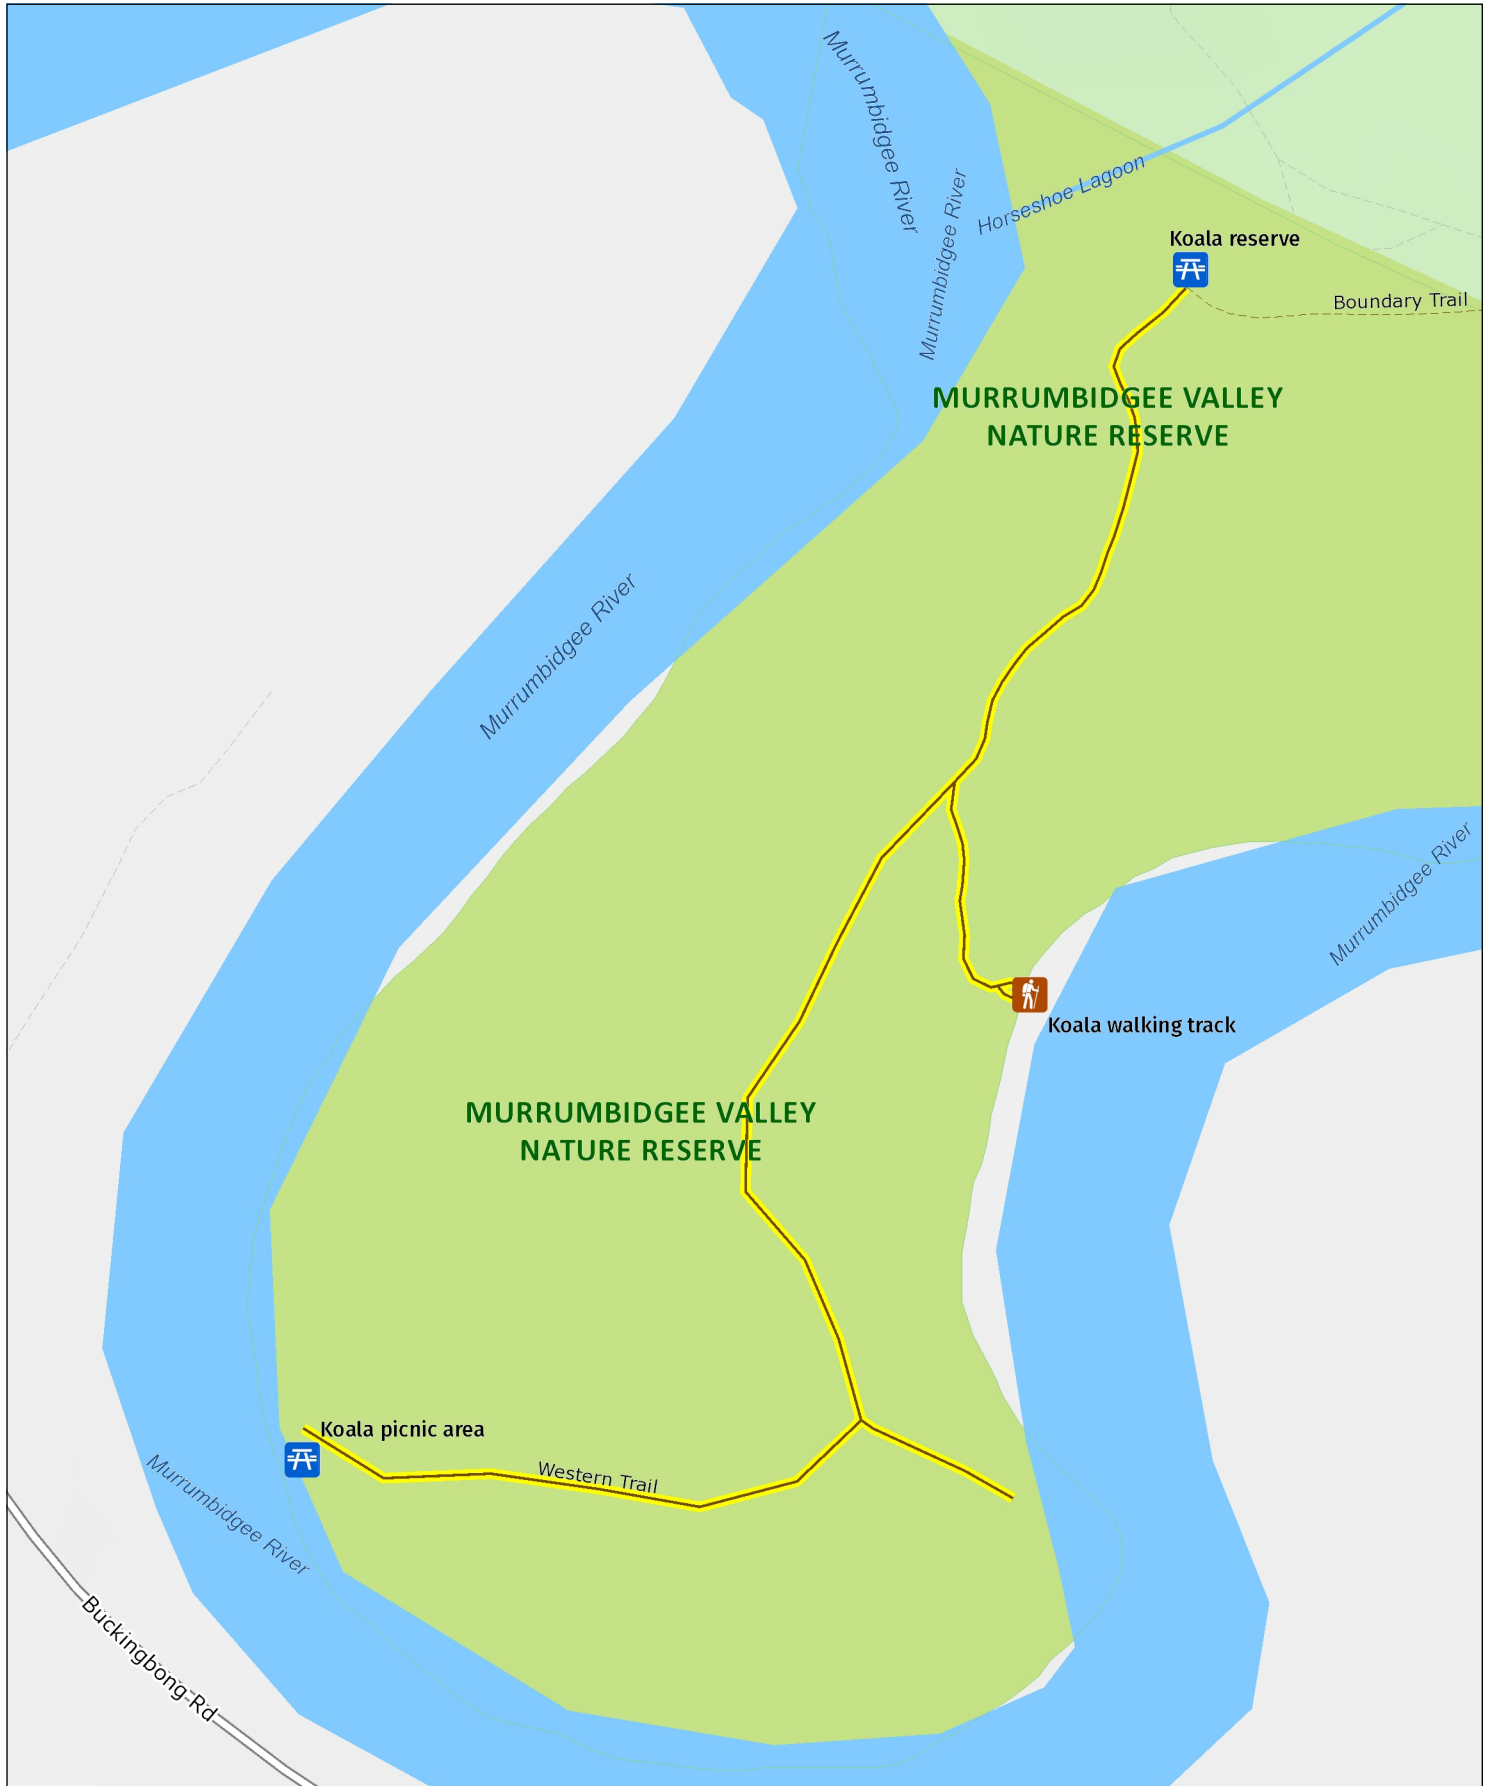 Murrumbidgee River
Murrumbidgee River
Horseshoe Lagoon
Koala reserve
Boundary Trail
MURRUMBIDGEE VALLEY
NATURE RESERVE
Murrumbidgee River
Murrumbidgee River
Koala walking track
MURRUMBIDGEE VALLEY
NATURE RESERVE
Koala picnic area
Western Trail
Murrumbidgee River
Buckingbong Rd